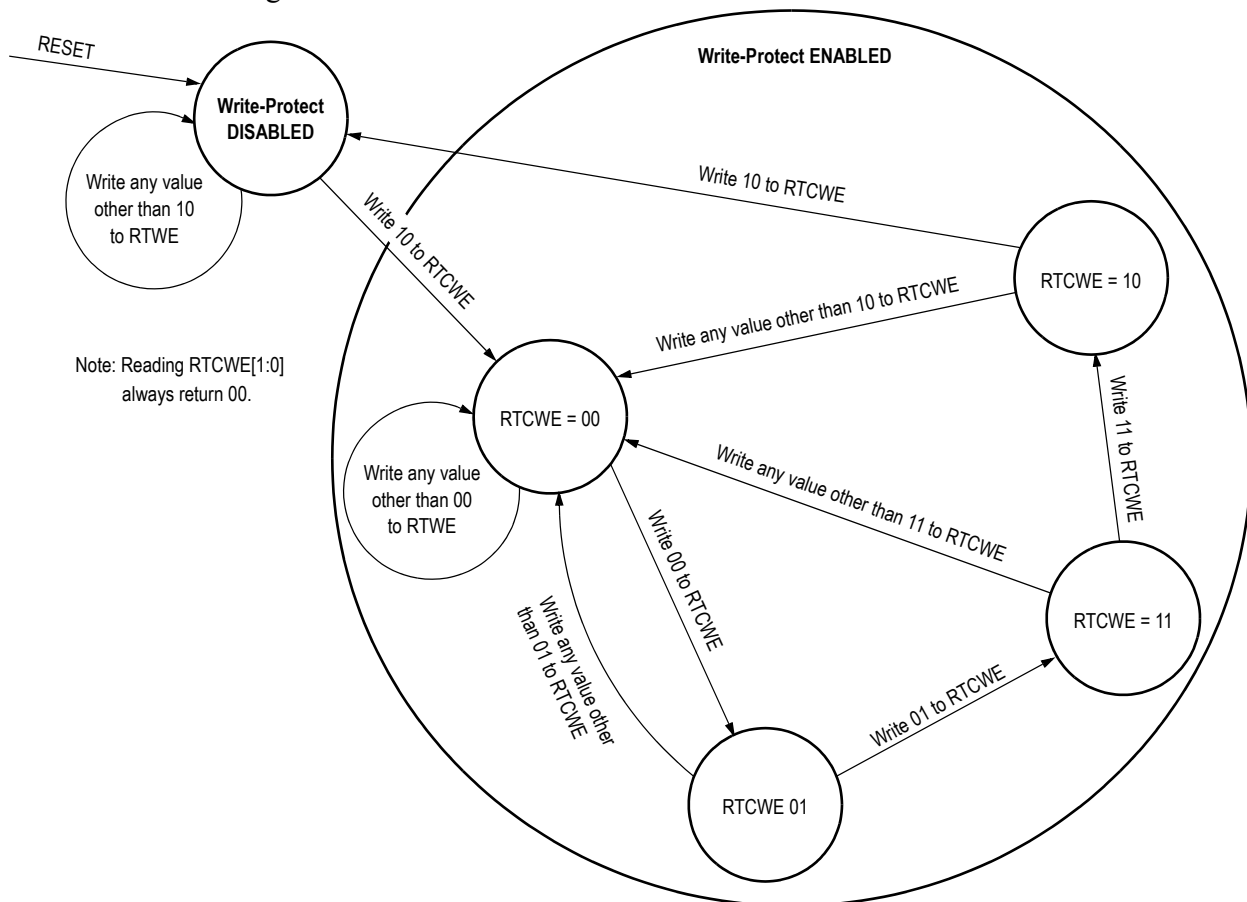 RESET
Write-Protect ENABLED
Write-Protect
DISABLED
Write any value
other than 10
to RTWE
Write 10 to RTCWE
Write 10 to RTCWE
RTCWE = 10
Write any value other than 10 to RTCWE
Note: Reading RTCWE[1:0]
always return 00.
RTCWE = 00
Write 11 to RTCWE
Write any value
other than 00
to RTWE
Write any value other than 11 to RTCWE
Write 00 to RTCWE
Write any value other
than 01 to RTCWE
RTCWE = 11
Write 01 to RTCWE
RTCWE 01